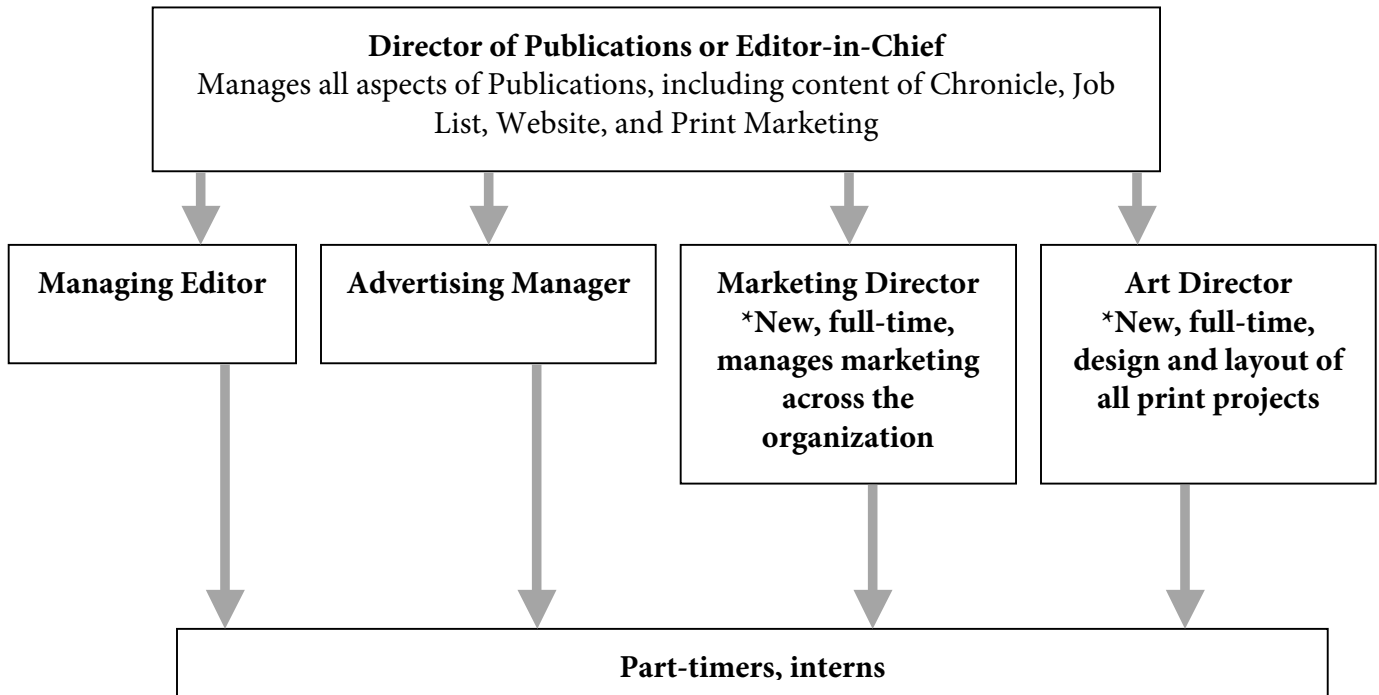 Director of Publications or Editor-in-Chief
Manages all aspects of Publications, including content of Chronicle, Job
List, Website, and Print Marketing
Managing Editor
Advertising Manager
Marketing Director
*New, full-time,
manages marketing
across the
organization
Art Director
*New, full-time,
design and layout of
all print projects
Part-timers, interns